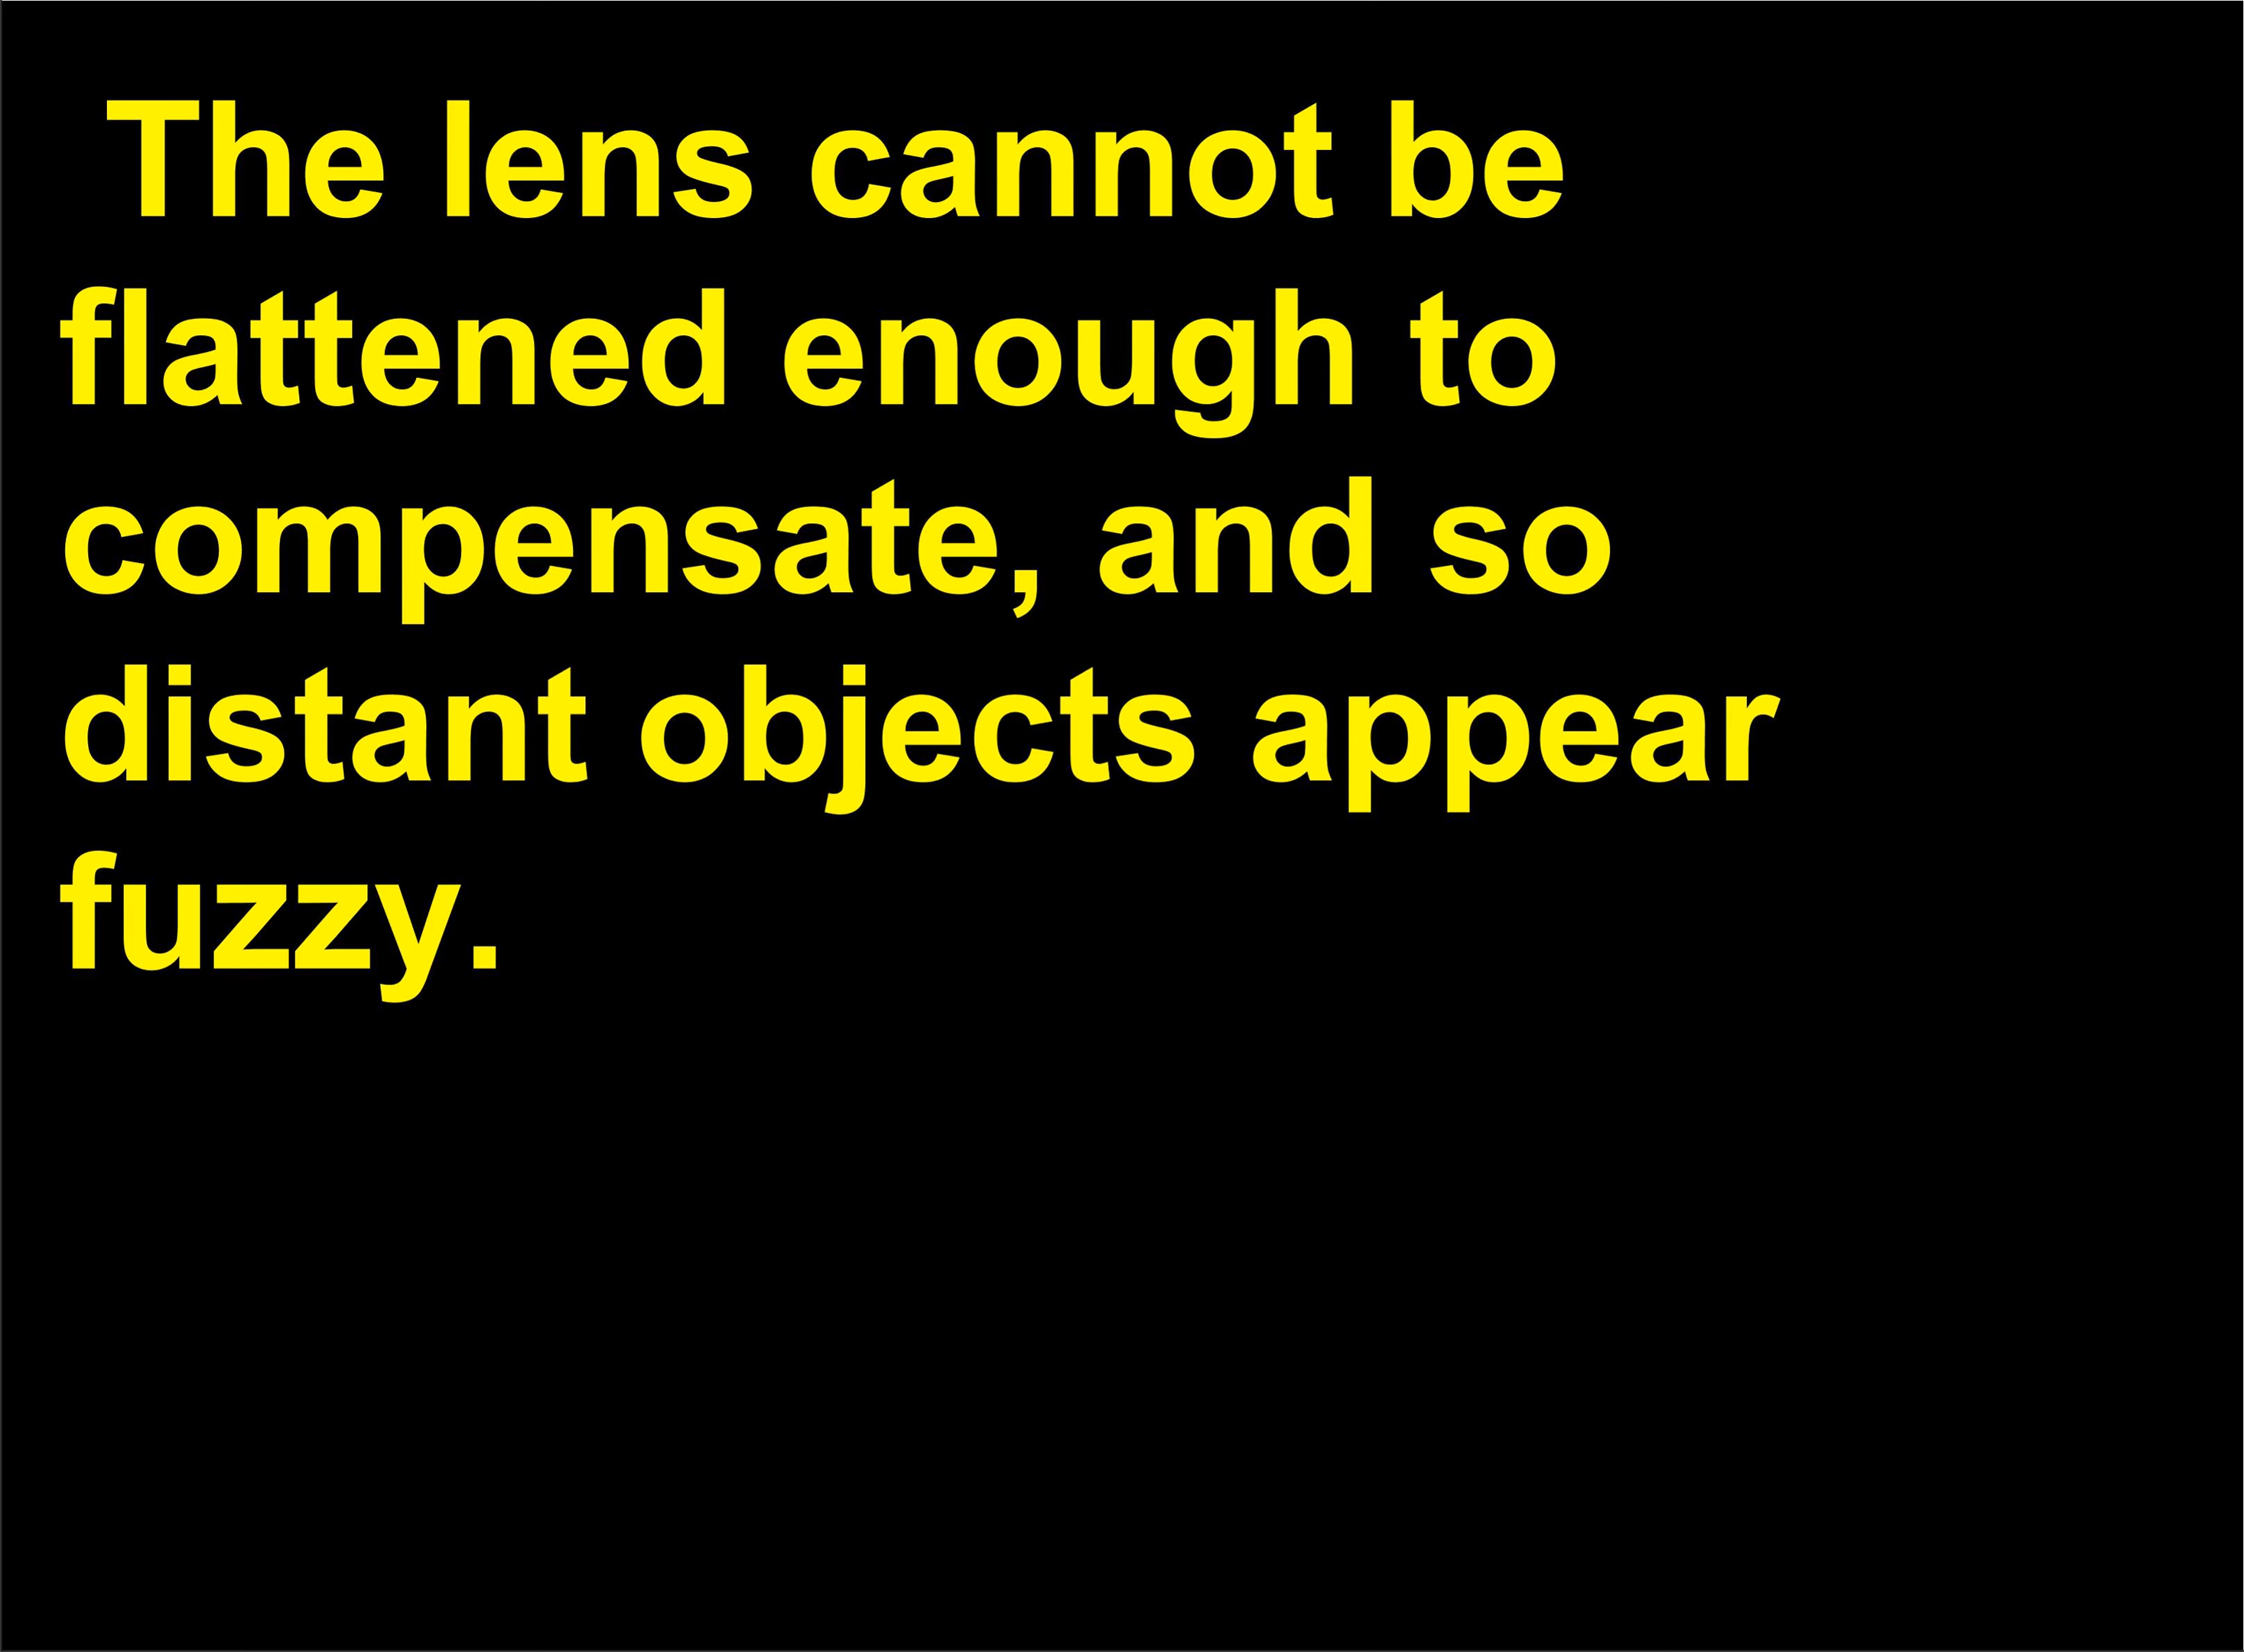 The lens cannot be
flattened enough to
compensate, and so
distant objects appear
fuzzy.